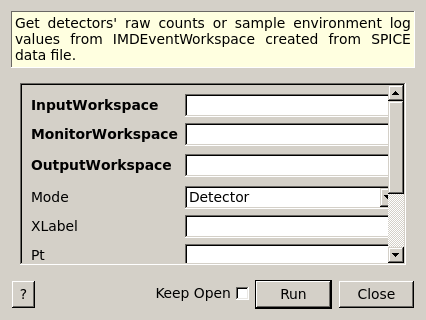 Get detectors' raw counts or sample environment log
values from IMDEventWorkspace created from SPICE
data file.
InputWorkspace
MonitorWorkspace
OutputWorkspace
Mode Detector
XLabel
Pt
? Keep Open Run Close